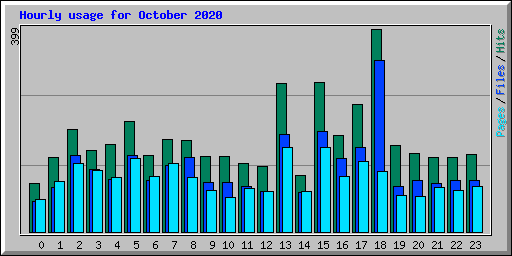 Hourly usage for October 2020
399
Pages / Files / Hits
0 1 2 3 4 5 6 7 8 9 10 11 12 13 14 15 16 17 18 19 20 21 22 23